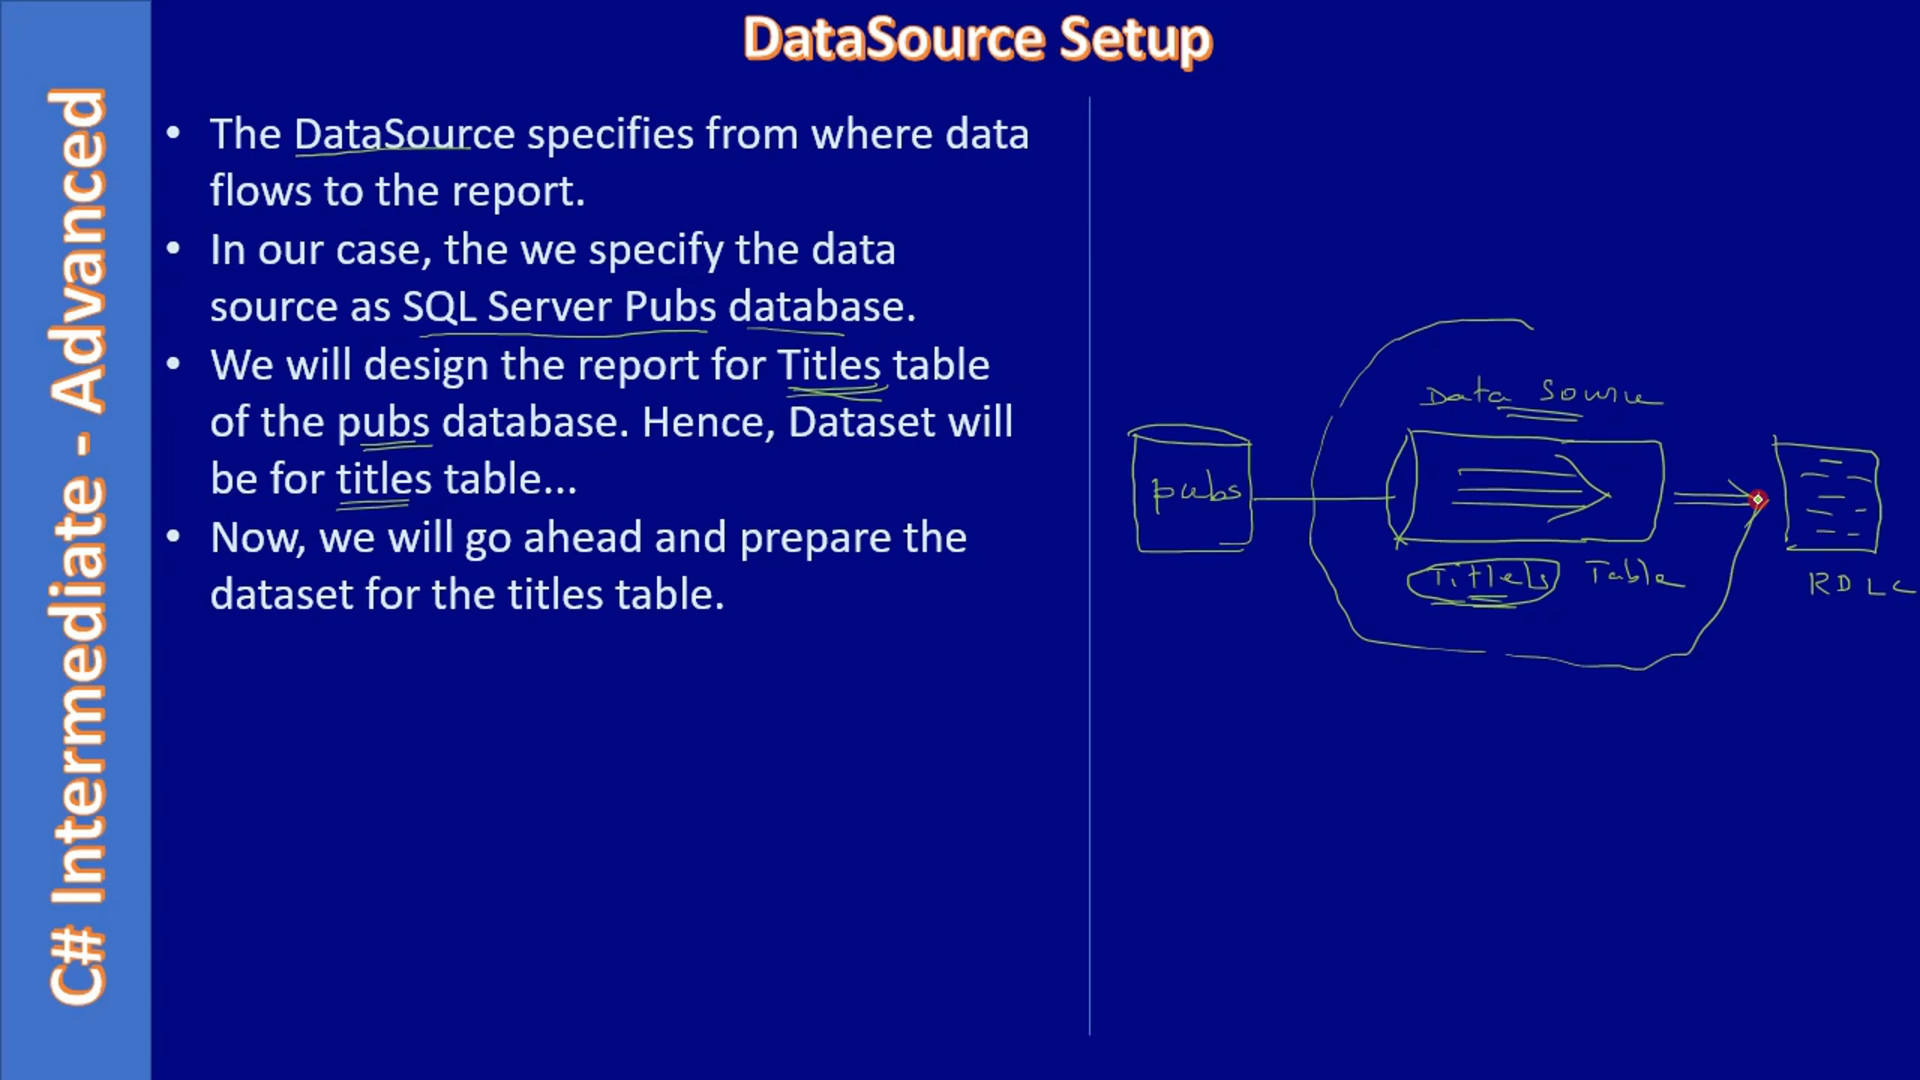 DataSource Setup
C# Intermediate - Advanced
• The DataSource specifies from where data
flows to the report.
• In our case, the we specify the data
source as SQL Server Pubs database.
• We will design the report for Titles table
of the pubs database. Hence, Dataset will
be for titles table...
• Now, we will go ahead and prepare the
dataset for the titles table.
Data Source
pubs
Titles Table
RDLC